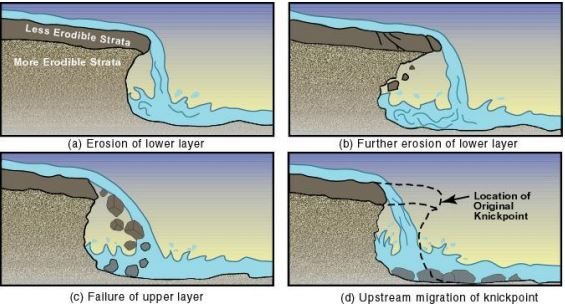 Less Erodible Strata
More Erodible Strata
(a) Erosion of lower layer
(b) Further erosion of lower layer
(c) Failure of upper layer
Location of
Original
Knickpoint
(d) Upstream migration of knickpoint